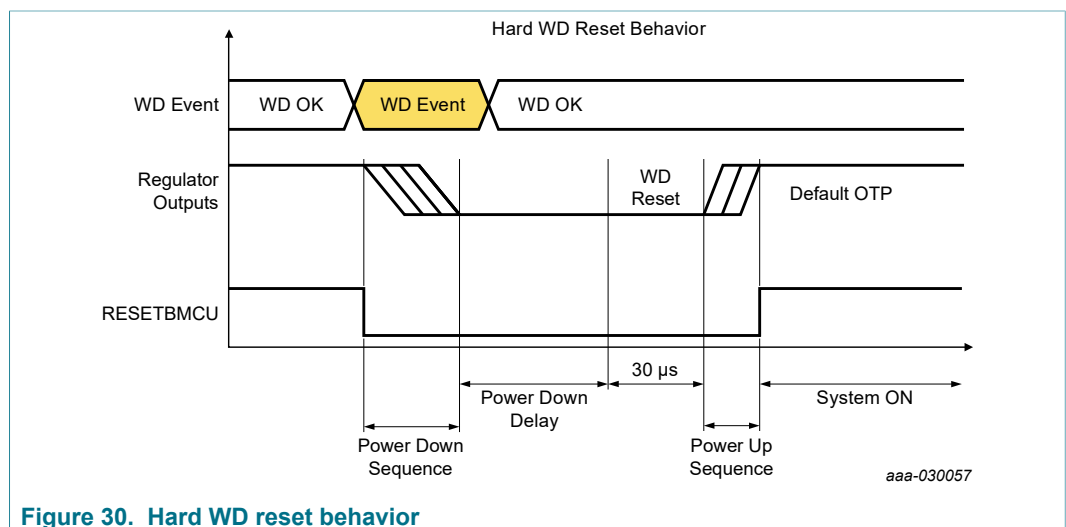 Hard WD Reset Behavior
WD Event
WD OK
WD Event
WD OK
Regulator
Outputs
WD
Reset
Default OTP
RESETBMCU
30 µs
Power Down
Delay
System ON
Power Down
Sequence
Power Up
Sequence
aaa-030057
Figure 30. Hard WD reset behavior